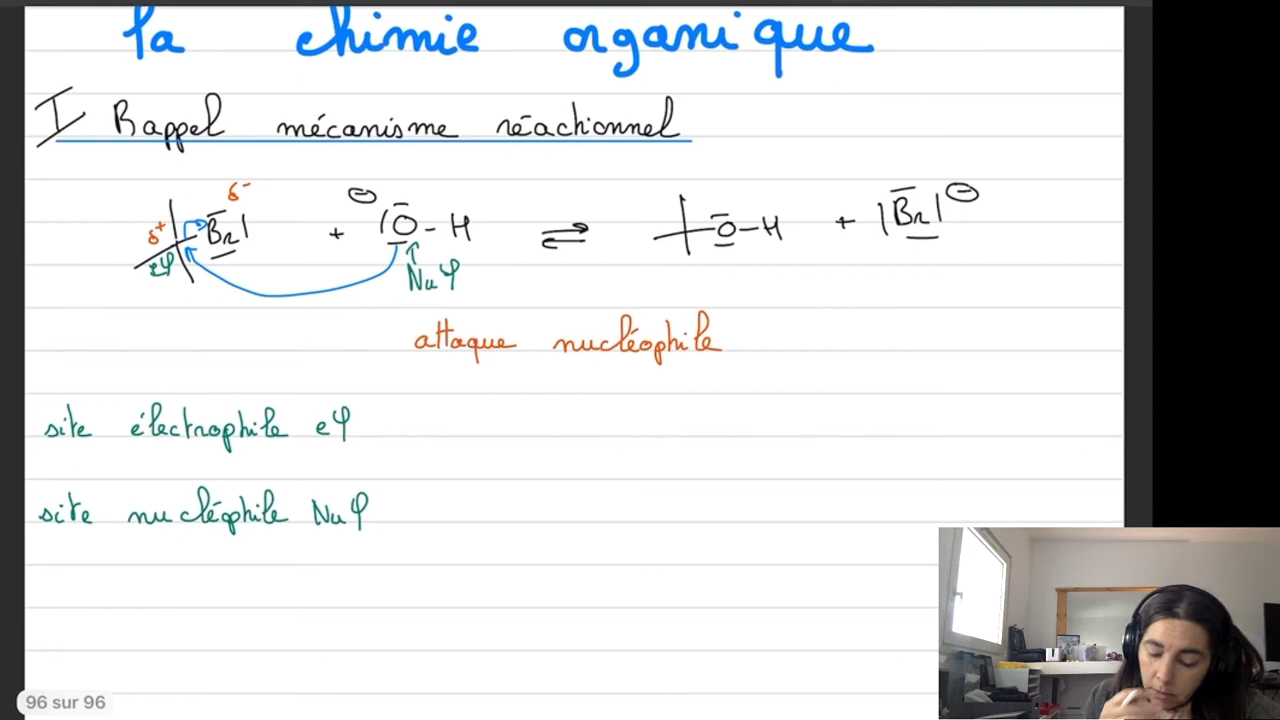 la chimie organique
I Rappel mécanisme réactionnel
δ+ δ- Br + ⊖ O-H ⇌ O-H + Br ⊖
eφ Nuφ
attaque nucléophile
site électrophile eφ
site nucléophile Nuφ
96 sur 96